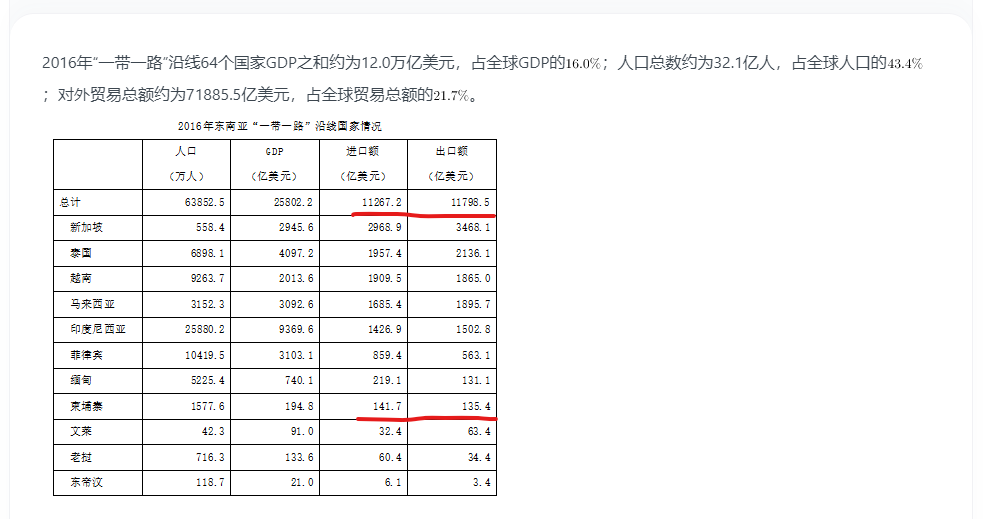 2016年“一带一路”沿线64个国家GDP之和约为12.0万亿美元，占全球GDP的16.0%；人口总数约为32.1亿人，占全球人口的43.4%
；对外贸易总额约为71885.5亿美元，占全球贸易总额的21.7%。
2016年东南亚“一带一路”沿线国家情况
人口 GDP 进口额 出口额
（万人） （亿美元） （亿美元） （亿美元）
总计 63852.5 25802.2 11267.2 11798.5
新加坡 558.4 2945.6 2968.9 3468.1
泰国 6898.1 4097.2 1957.4 2136.1
越南 9263.7 2013.6 1909.5 1865.0
马来西亚 3152.3 3092.6 1685.4 1895.7
印度尼西亚 25880.2 9369.6 1426.9 1502.8
菲律宾 10419.5 3103.1 859.4 563.1
缅甸 5225.4 740.1 219.1 131.1
柬埔寨 1577.6 194.8 141.7 135.4
文莱 42.3 91.0 32.4 63.4
老挝 716.3 133.6 60.4 34.4
东帝汶 118.7 21.0 6.1 3.4